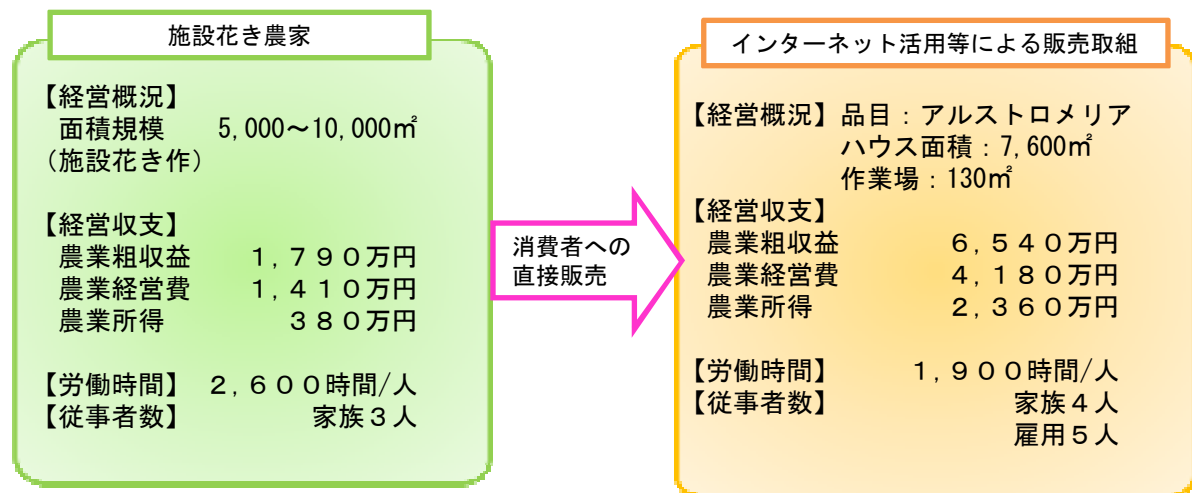 施設花き農家
【経営概況】
面積規模　5,000～10,000㎡
（施設花き作）
【経営収支】
農業粗収益　１,７９０万円
農業経営費　１,４１０万円
農業所得　３８０万円
【労働時間】　２,６００時間/人
【従事者数】　家族３人
消費者への
直接販売
インターネット活用等による販売取組
【経営概況】品目：アルストロメリア
ハウス面積：7,600㎡
作業場：130㎡
【経営収支】
農業粗収益　６,５４０万円
農業経営費　４,１８０万円
農業所得　２,３６０万円
【労働時間】　１,９００時間/人
【従事者数】　家族４人
雇用５人